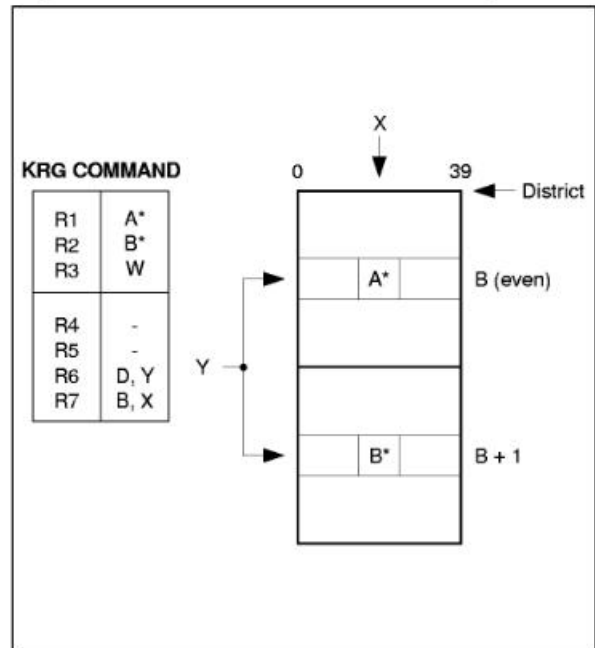 KRG COMMAND
R1 A*
R2 B*
R3 W
R4 -
R5 -
R6 D, Y
R7 B, X
X
0 39
District
A* B (even)
Y
B* B + 1